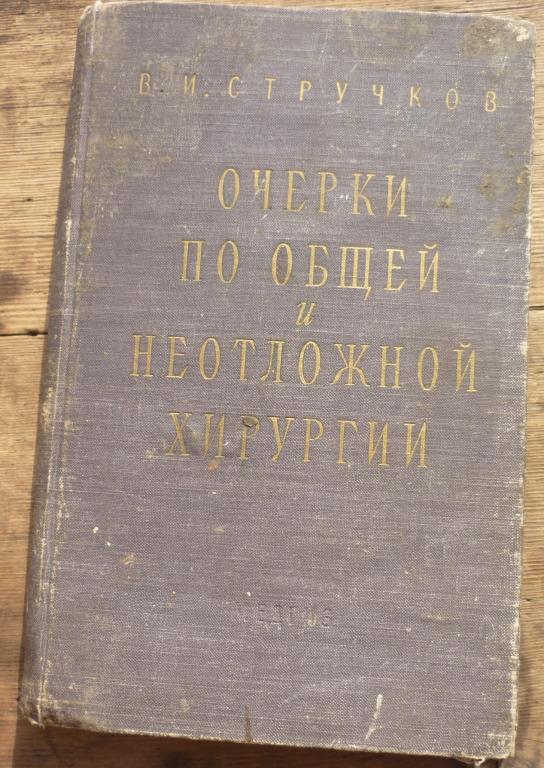 В. И. СТРУЧКОВ
ОЧЕРКИ
ПО ОБЩЕЙ
и
НЕОТЛОЖНОЙ
ХИРУРГИИ
МЕДГИЗ